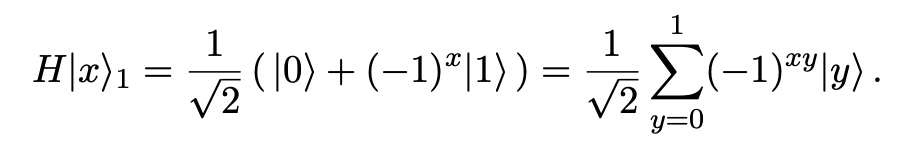 H|x⟩₁ = 1/√2 ( |0⟩ + (−1)ˣ|1⟩ ) = 1/√2 ∑_{y=0}^{1} (−1)^{xy}|y⟩ .